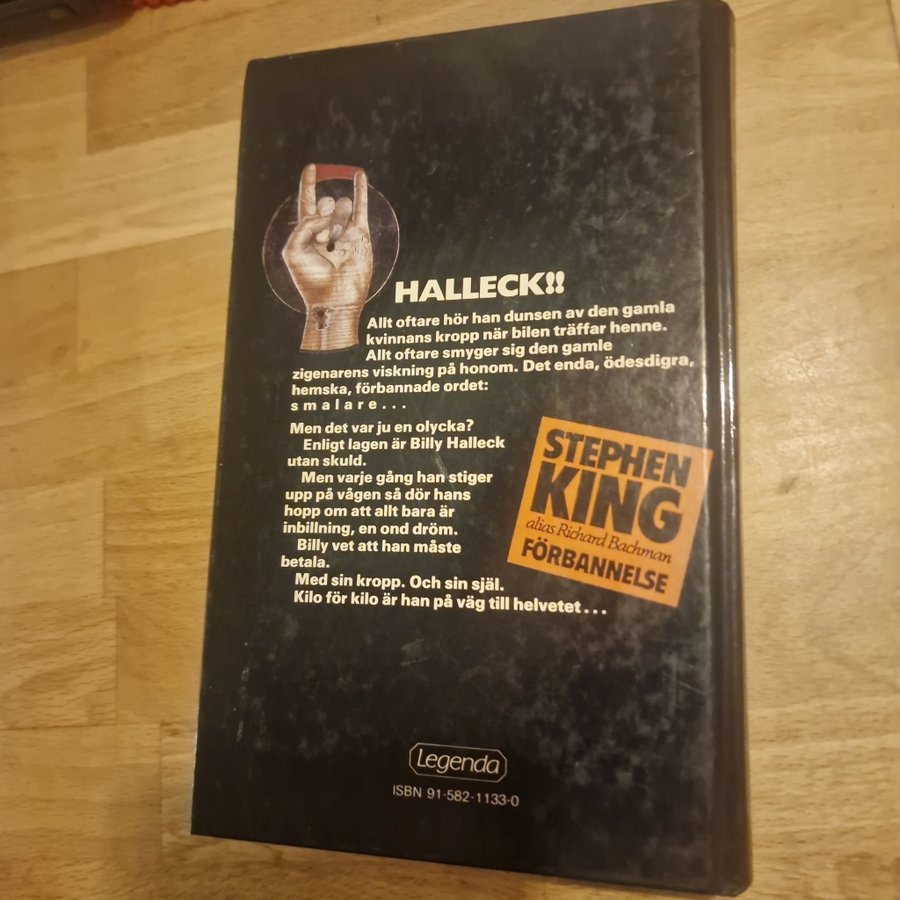 HALLECK!!
Allt oftare hör han dunsen av den gamla
kvinnans kropp när bilen träffar henne.
Allt oftare smyger sig den gamle
zigenarens viskning på honom. Det enda, ödesdigra,
hemska, förbannade ordet:
smalare...
Men det var ju en olycka?
Enligt lagen är Billy Halleck
utan skuld.
Men varje gång han stiger
upp på vågen så dör hans
hopp om att allt bara är
inbillning, en ond dröm.
Billy vet att han måste
betala.
Med sin kropp. Och sin själ.
Kilo för kilo är han på väg till helvetet...
STEPHEN
KING
alias Richard Bachman
FÖRBANNELSE
Legenda
ISBN 91-582-1133-0